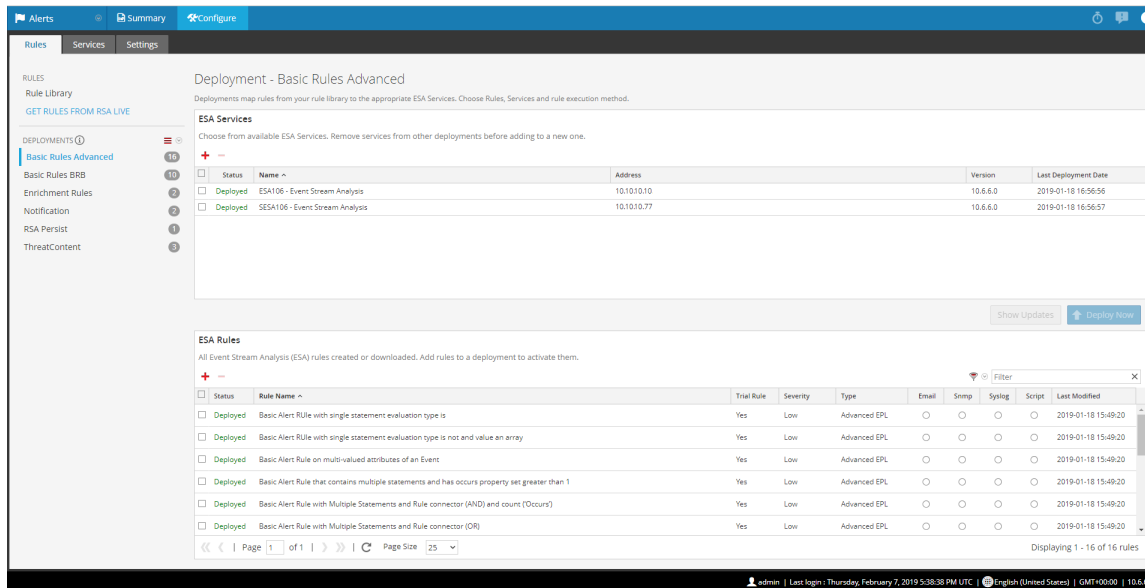 Alerts Summary Configure
Rules Services Settings
RULES
Rule Library
GET RULES FROM RSA LIVE
DEPLOYMENTS
Basic Rules Advanced 16
Basic Rules BRB 10
Enrichment Rules 2
Notification 2
RSA Persist 1
ThreatContent 3
Deployment - Basic Rules Advanced
Deployments map rules from your rule library to the appropriate ESA Services. Choose Rules, Services and rule execution method.
ESA Services
Choose from available ESA Services. Remove services from other deployments before adding to a new one.
Status Name Address Version Last Deployment Date
Deployed ESA106 - Event Stream Analysis 10.10.10.10 10.6.6.0 2019-01-18 16:56:56
Deployed SESA106 - Event Stream Analysis 10.10.10.77 10.6.6.0 2019-01-18 16:56:57
Show Updates Deploy Now
ESA Rules
All Event Stream Analysis (ESA) rules created or downloaded. Add rules to a deployment to activate them.
Filter
Status Rule Name Trial Rule Severity Type Email Snmp Syslog Script Last Modified
Deployed Basic Alert RUle with single statement evaluation type is Yes Low Advanced EPL 2019-01-18 15:49:20
Deployed Basic Alert RUle with single statement evaluation type is not and value an array Yes Low Advanced EPL 2019-01-18 15:49:20
Deployed Basic Alert Rule on multi-valued attributes of an Event Yes Low Advanced EPL 2019-01-18 15:49:20
Deployed Basic Alert Rule that contains multiple statements and has occurs property set greater than 1 Yes Low Advanced EPL 2019-01-18 15:49:20
Deployed Basic Alert Rule with Multiple Statements and Rule connector (AND) and count ('Occurs') Yes Low Advanced EPL 2019-01-18 15:49:20
Deployed Basic Alert Rule with Multiple Statements and Rule connector (OR) Yes Low Advanced EPL 2019-01-18 15:49:20
Page 1 of 1 Page Size 25 Displaying 1 - 16 of 16 rules
admin | Last login : Thursday, February 7, 2019 5:38:38 PM UTC | English (United States) | GMT+00:00 | 10.6.